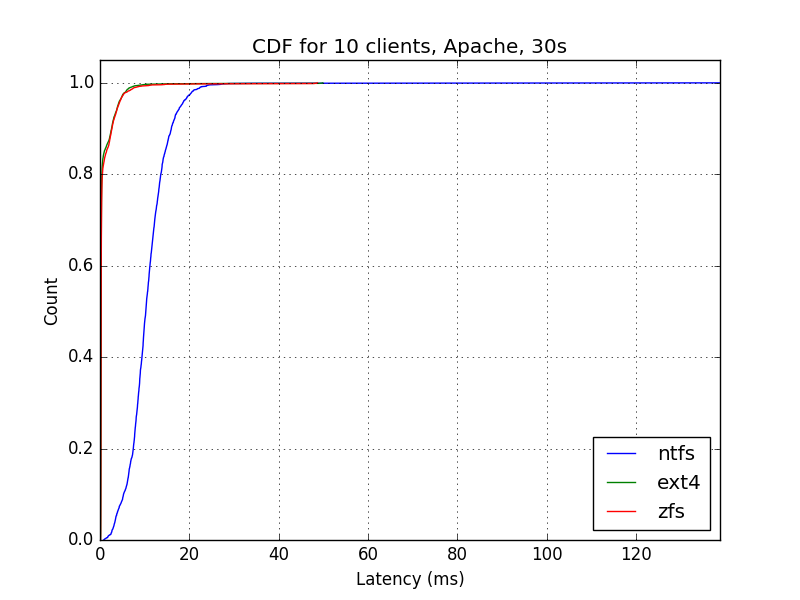 CDF for 10 clients, Apache, 30s
1.0
0.8
0.6
0.4
0.2
0.0
Count
0 20 40 60 80 100 120
Latency (ms)
ntfs
ext4
zfs